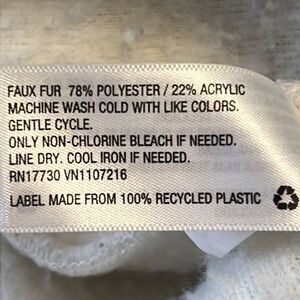 FAUX FUR 78% POLYESTER / 22% ACRYLIC
MACHINE WASH COLD WITH LIKE COLORS.
GENTLE CYCLE.
ONLY NON-CHLORINE BLEACH IF NEEDED.
LINE DRY. COOL IRON IF NEEDED.
RN17730 VN1107216
LABEL MADE FROM 100% RECYCLED PLASTIC